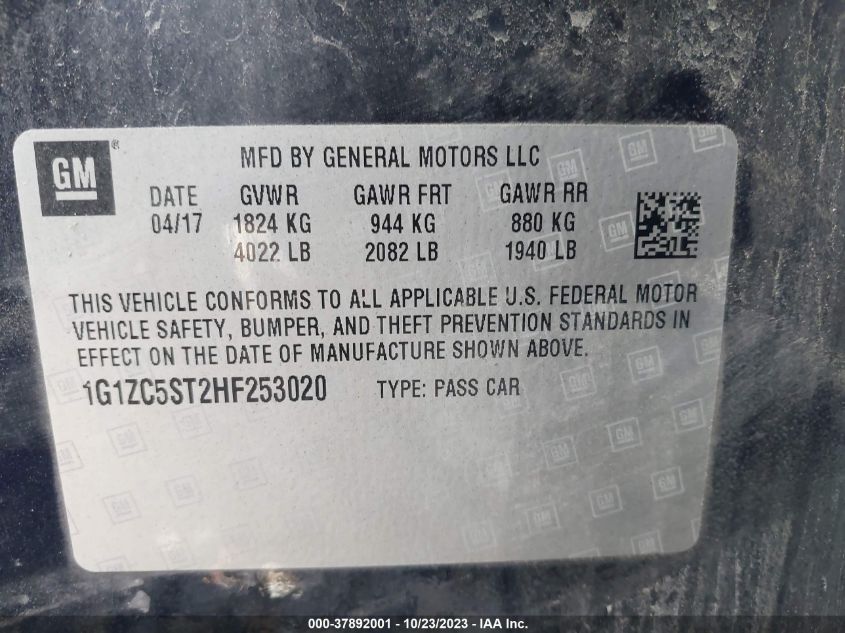 GM®
MFD BY GENERAL MOTORS LLC
DATE GVWR GAWR FRT GAWR RR
04/17 1824 KG 944 KG 880 KG
4022 LB 2082 LB 1940 LB
THIS VEHICLE CONFORMS TO ALL APPLICABLE U.S. FEDERAL MOTOR
VEHICLE SAFETY, BUMPER, AND THEFT PREVENTION STANDARDS IN
EFFECT ON THE DATE OF MANUFACTURE SHOWN ABOVE.
1G1ZC5ST2HF253020 TYPE: PASS CAR
000-37892001 - 10/23/2023 - IAA Inc.